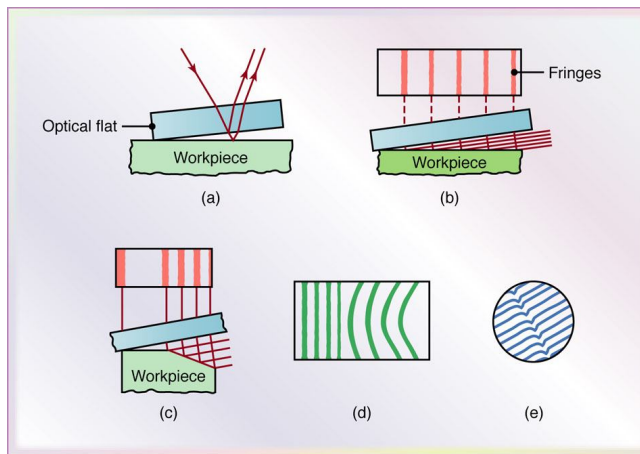 Fringes
Optical flat
Workpiece
Workpiece
(a)
(b)
Workpiece
(c)
(d)
(e)